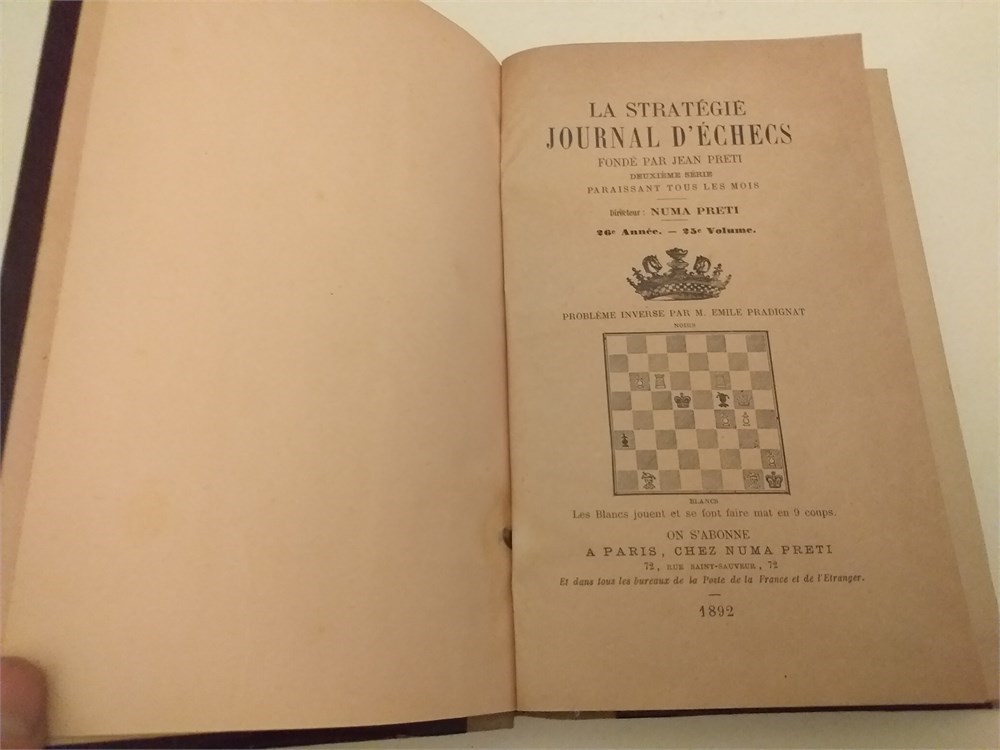 LA STRATÉGIE
JOURNAL D'ÉCHECS
FONDÉ PAR JEAN PRETI
DEUXIÈME SÉRIE
PARAISSANT TOUS LES MOIS
Directeur : NUMA PRETI
26e Année. — 25e Volume.
PROBLÈME INVERSE PAR M. EMILE PRADIGNAT
NOIRS
BLANCS
Les Blancs jouent et se font faire mat en 9 coups.
ON S'ABONNE
A PARIS, CHEZ NUMA PRETI
72, RUE SAINT-SAUVEUR, 72
Et dans tous les bureaux de la Poste de la France et de l'Etranger.
1892